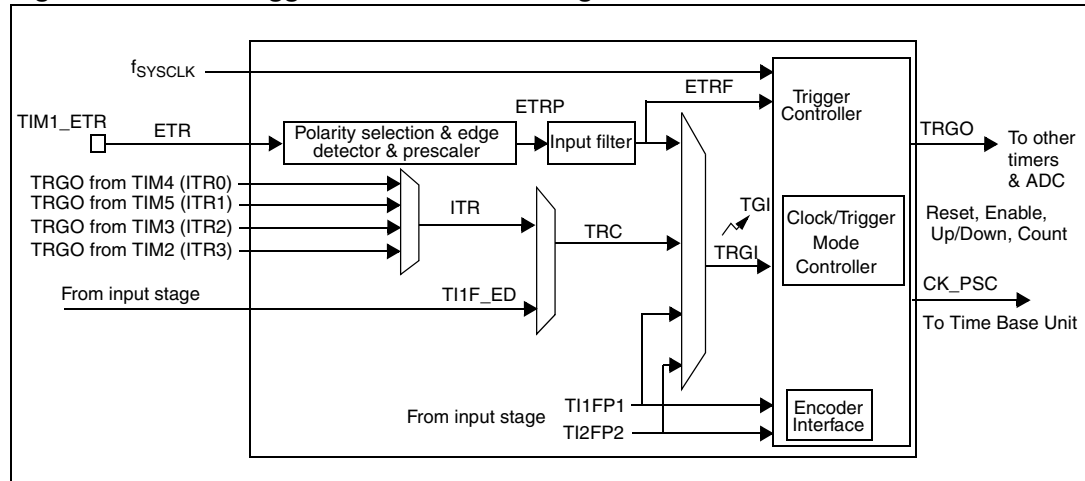 fSYSCLK
TIM1_ETR
ETR
Polarity selection & edge
detector & prescaler
ETRP
Input filter
ETRF
Trigger
Controller
TRGO
To other
timers
& ADC
TRGO from TIM4 (ITR0)
TRGO from TIM5 (ITR1)
TRGO from TIM3 (ITR2)
TRGO from TIM2 (ITR3)
ITR
TRC
TGI
TRGI
Clock/Trigger
Mode
Controller
Reset, Enable,
Up/Down, Count
From input stage
TI1F_ED
CK_PSC
To Time Base Unit
From input stage
TI1FP1
TI2FP2
Encoder
Interface